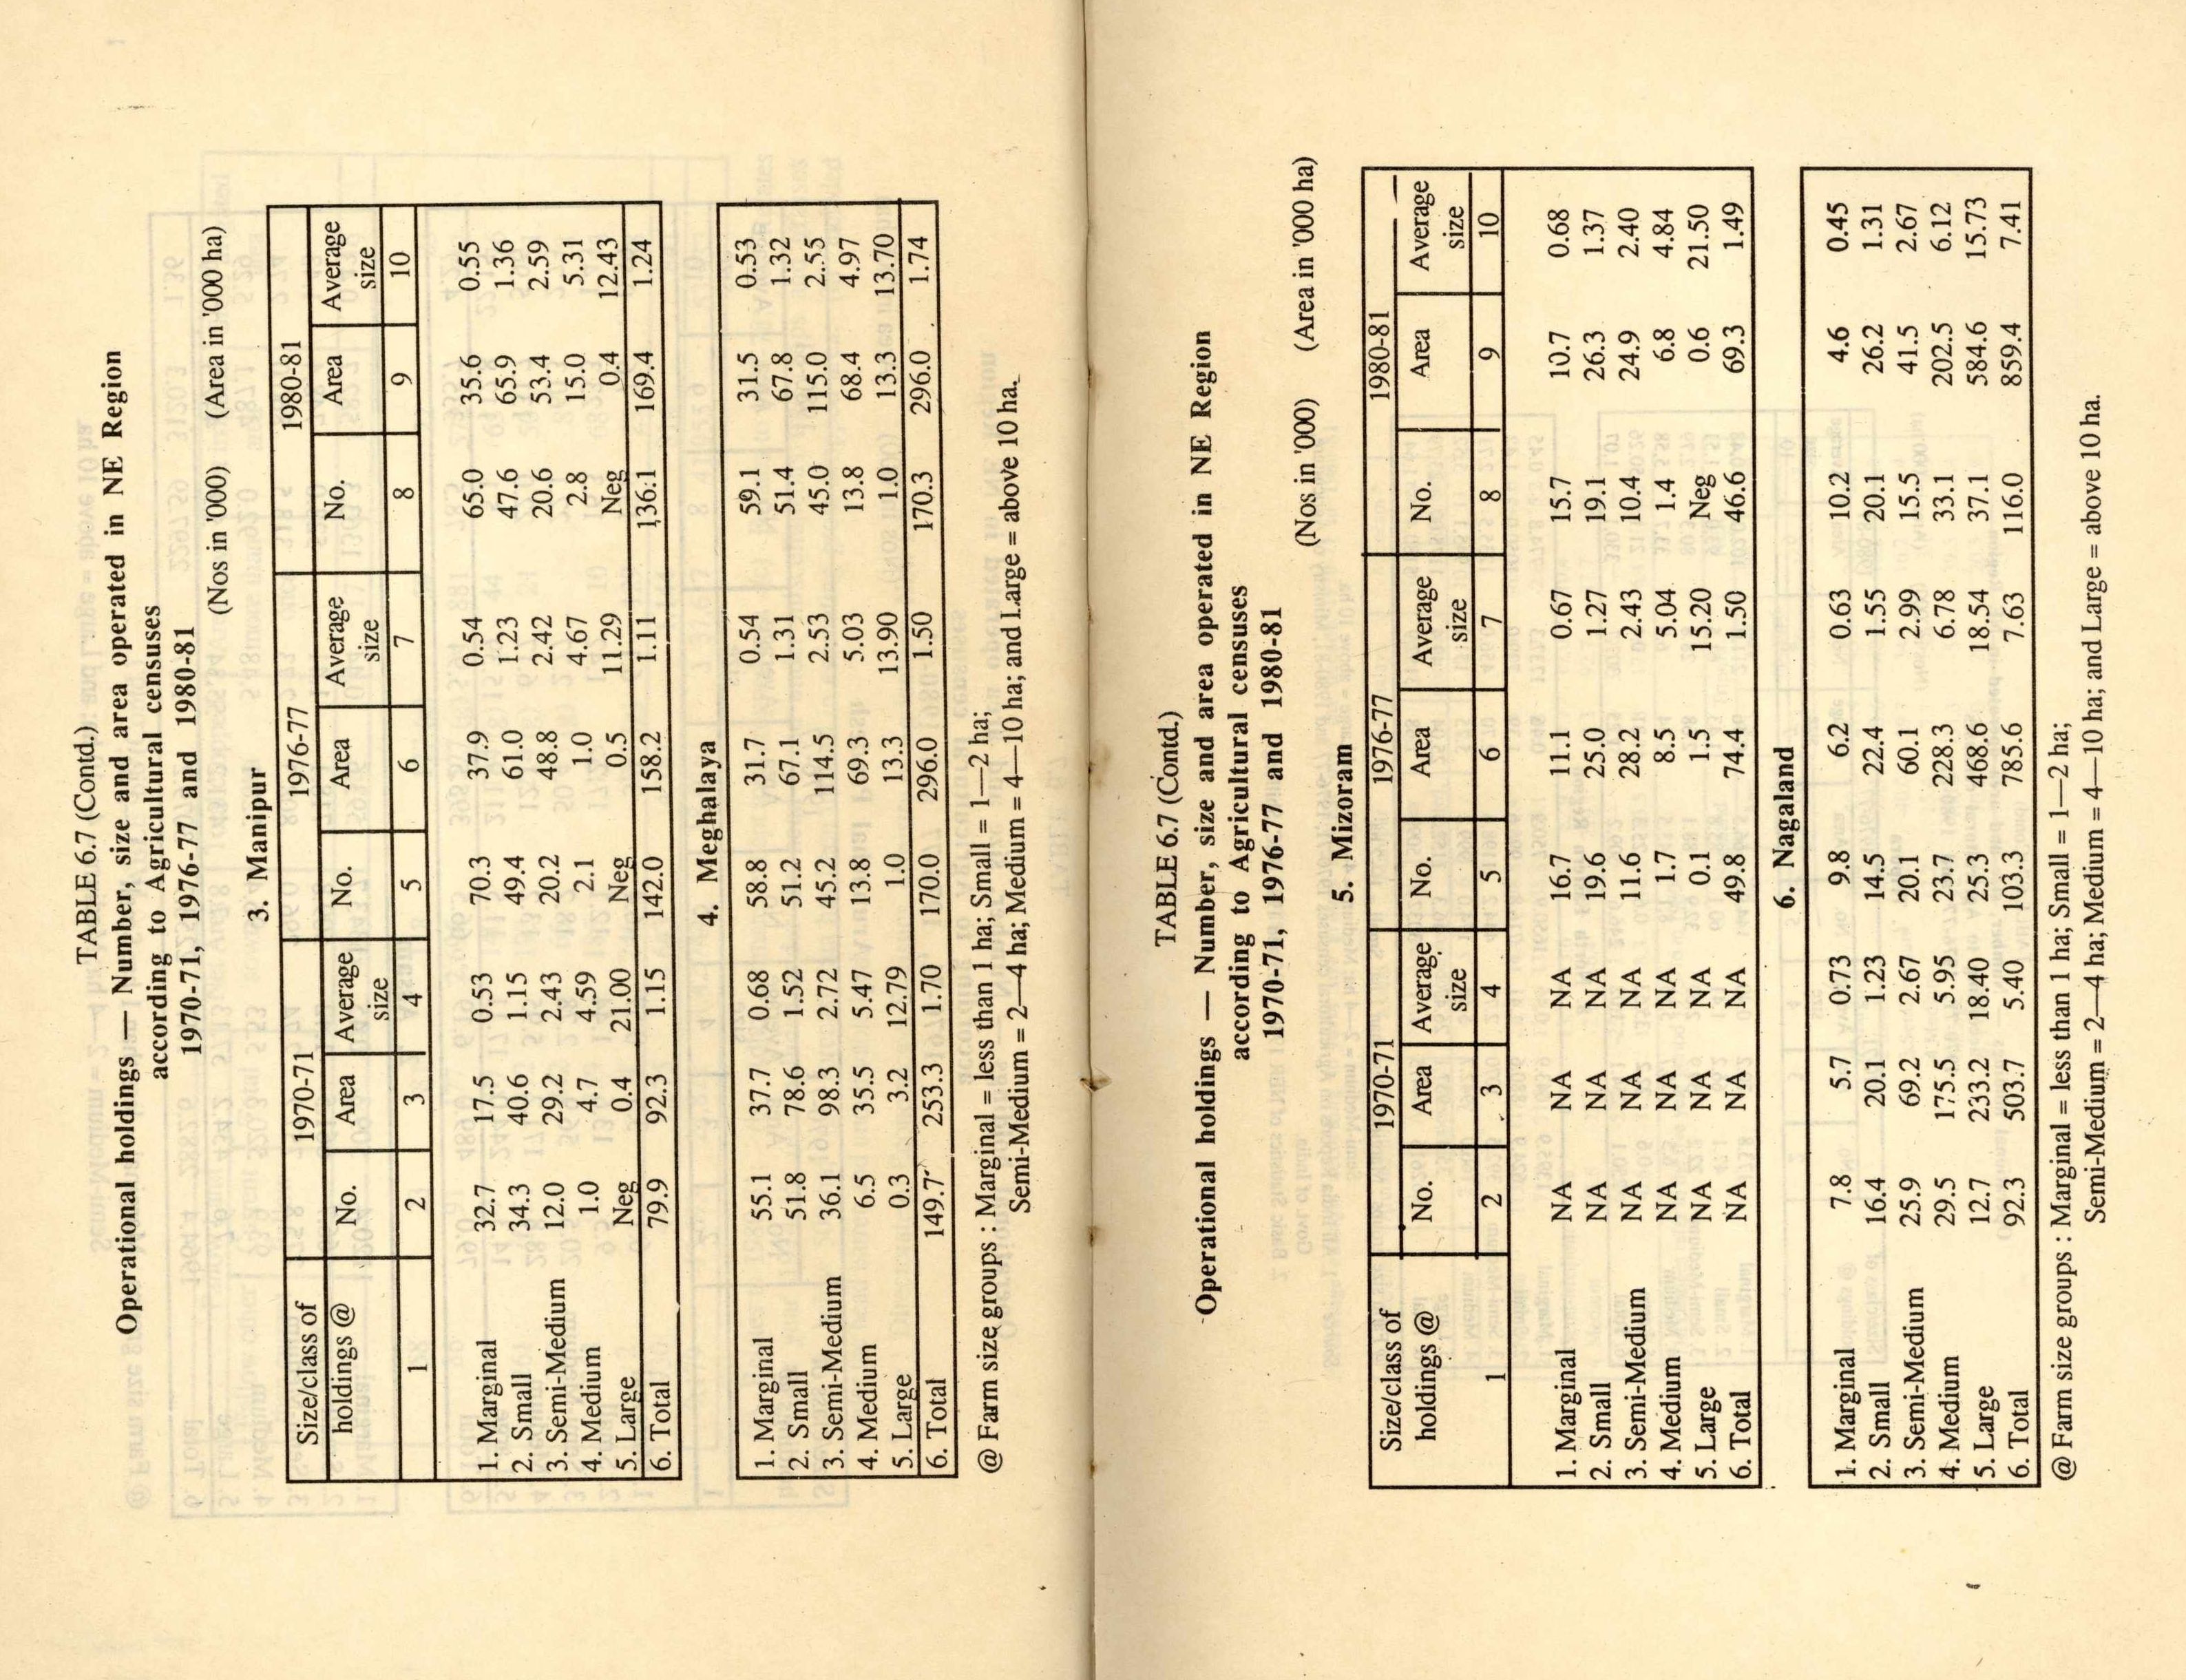 TABLE 6.7 (Contd.)
Operational holdings — Number, size and area operated in NE Region
according to Agricultural censuses
1970-71, 1976-77 and 1980-81
(Nos in '000) (Area in '000 ha)
3. Manipur
Size/class of 1970-71 1976-77 1980-81
holdings @ No. Area Average size No. Area Average size No. Area Average size
1 2 3 4 5 6 7 8 9 10
1. Marginal 32.7 17.5 0.53 70.3 37.9 0.54 65.0 35.6 0.55
2. Small 34.3 40.6 1.15 49.4 61.0 1.23 47.6 65.9 1.36
3. Semi-Medium 12.0 29.2 2.43 20.2 48.8 2.42 20.6 53.4 2.59
4. Medium 1.0 4.7 4.59 2.1 1.0 4.67 2.8 15.0 5.31
5. Large Neg 0.4 21.00 Neg 0.5 11.29 Neg 0.4 12.43
6. Total 79.9 92.3 1.15 142.0 158.2 1.11 136.1 169.4 1.24
4. Meghalaya
1. Marginal 55.1 37.7 0.68 58.8 31.7 0.54 59.1 31.5 0.53
2. Small 51.8 78.6 1.52 51.2 67.1 1.31 51.4 67.8 1.32
3. Semi-Medium 36.1 98.3 2.72 45.2 114.5 2.53 45.0 115.0 2.55
4. Medium 6.5 35.5 5.47 13.8 69.3 5.03 13.8 68.4 4.97
5. Large 0.3 3.2 12.79 1.0 13.3 13.90 1.0 13.3 13.70
6. Total 149.7 253.3 1.70 170.0 296.0 1.50 170.3 296.0 1.74
@ Farm size groups : Marginal = less than 1 ha; Small = 1—2 ha;
Semi-Medium = 2—4 ha; Medium = 4—10 ha; and Large = above 10 ha.
TABLE 6.7 (Contd.)
Operational holdings — Number, size and area operated in NE Region
according to Agricultural censuses
1970-71, 1976-77 and 1980-81
(Nos in '000) (Area in '000 ha)
5. Mizoram
Size/class of 1970-71 1976-77 1980-81
holdings @ No. Area Average size No. Area Average size No. Area Average size
1 2 3 4 5 6 7 8 9 10
1. Marginal NA NA NA 16.7 11.1 0.67 15.7 10.7 0.68
2. Small NA NA NA 19.6 25.0 1.27 19.1 26.3 1.37
3. Semi-Medium NA NA NA 11.6 28.2 2.43 10.4 24.9 2.40
4. Medium NA NA NA 1.7 8.5 5.04 1.4 6.8 4.84
5. Large NA NA NA 0.1 1.5 15.20 Neg 0.6 21.50
6. Total NA NA NA 49.8 74.4 1.50 46.6 69.3 1.49
6. Nagaland
1. Marginal 7.8 5.7 0.73 9.8 6.2 0.63 10.2 4.6 0.45
2. Small 16.4 20.1 1.23 14.5 22.4 1.55 20.1 26.2 1.31
3. Semi-Medium 25.9 69.2 2.67 20.1 60.1 2.99 15.5 41.5 2.67
4. Medium 29.5 175.5 5.95 23.7 228.3 6.78 33.1 202.5 6.12
5. Large 12.7 233.2 18.40 25.3 468.6 18.54 37.1 584.6 15.73
6. Total 92.3 503.7 5.40 103.3 785.6 7.63 116.0 859.4 7.41
@ Farm size groups : Marginal = less than 1 ha; Small = 1—2 ha;
Semi-Medium = 2—4 ha; Medium = 4—10 ha; and Large = above 10 ha.